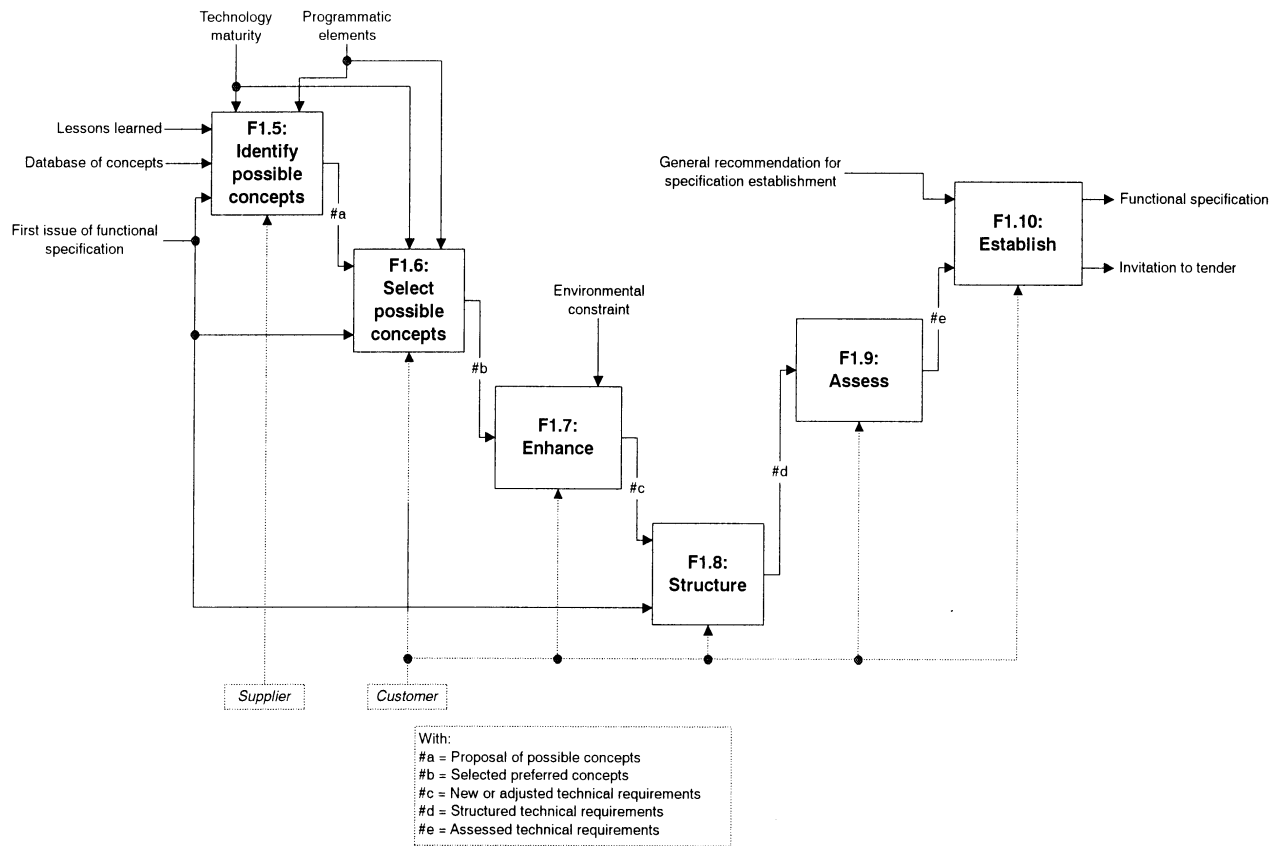 Technology
maturity
Programmatic
elements
Lessons learned
Database of concepts
First issue of functional
specification
F1.5:
Identify
possible
concepts
#a
F1.6:
Select
possible
concepts
#b
Environmental
constraint
F1.7:
Enhance
#c
F1.8:
Structure
#d
F1.9:
Assess
#e
General recommendation for
specification establishment
F1.10:
Establish
Functional specification
Invitation to tender
Supplier
Customer
With:
#a = Proposal of possible concepts
#b = Selected preferred concepts
#c = New or adjusted technical requirements
#d = Structured technical requirements
#e = Assessed technical requirements